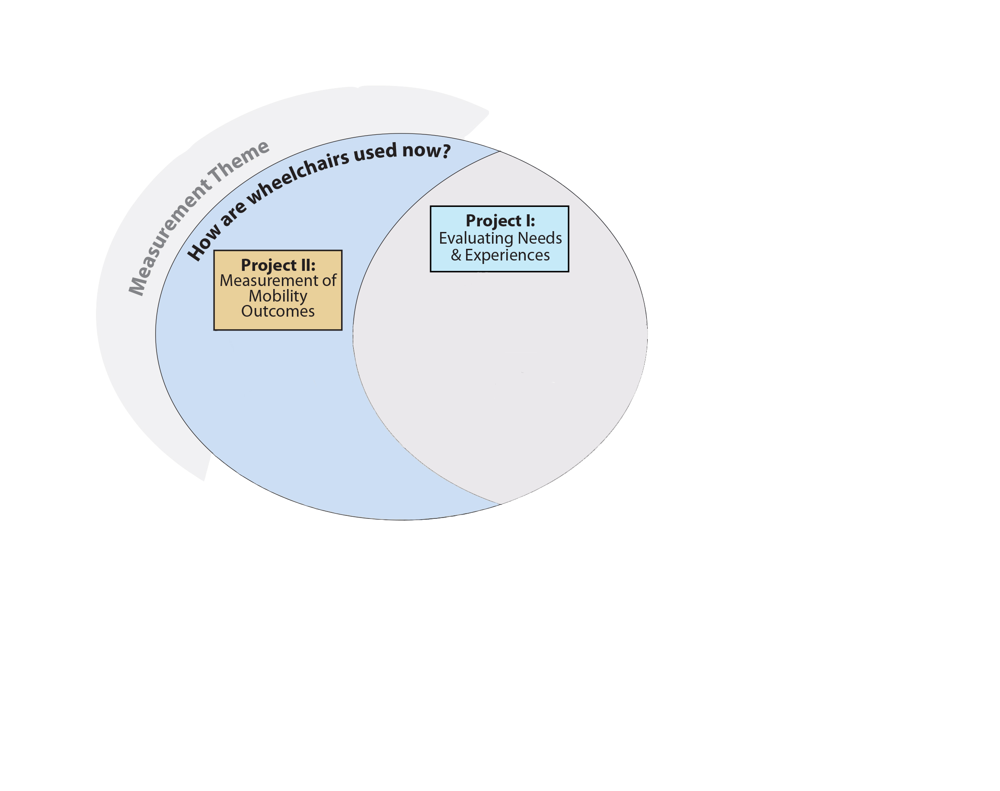 Measurement Theme
How are wheelchairs used now?
Project I:
Evaluating Needs
& Experiences
Project II:
Measurement of
Mobility
Outcomes